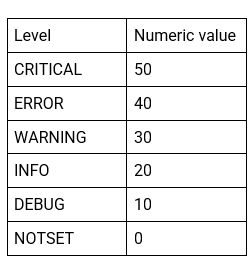 Level Numeric value
CRITICAL 50
ERROR 40
WARNING 30
INFO 20
DEBUG 10
NOTSET 0